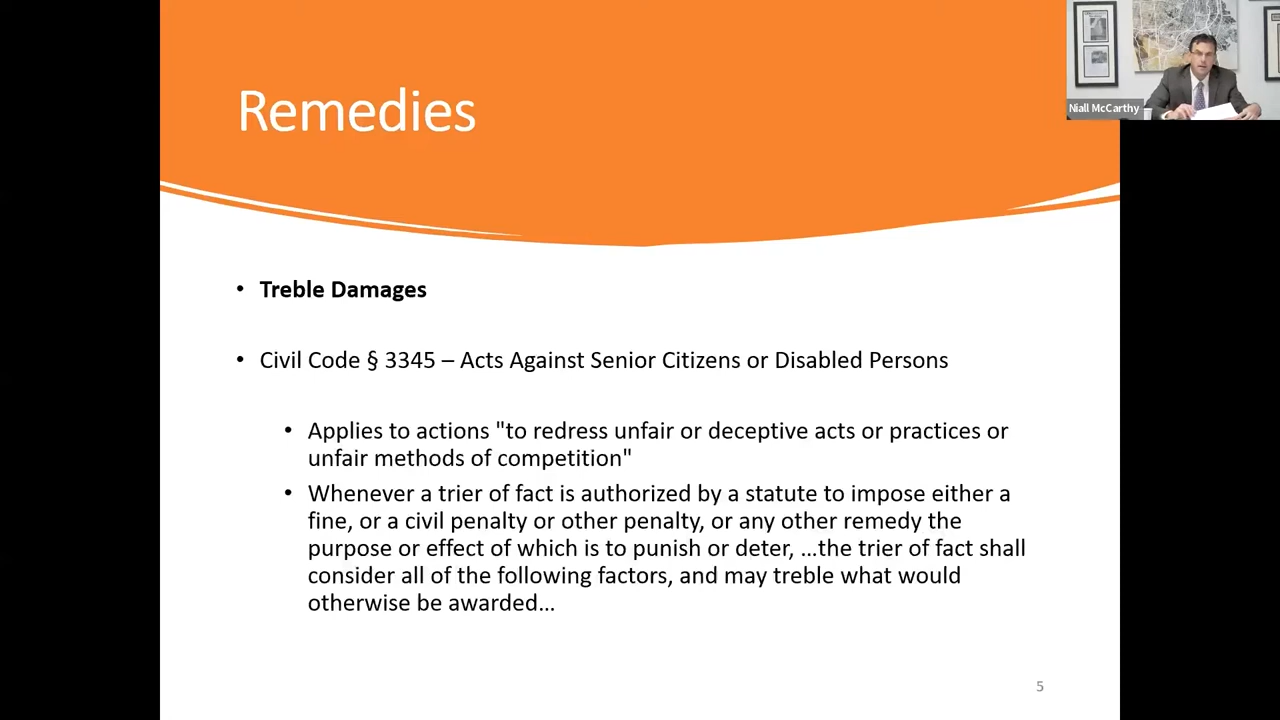 Remedies
Niall McCarthy
• Treble Damages
• Civil Code § 3345 – Acts Against Senior Citizens or Disabled Persons
• Applies to actions "to redress unfair or deceptive acts or practices or
unfair methods of competition"
• Whenever a trier of fact is authorized by a statute to impose either a
fine, or a civil penalty or other penalty, or any other remedy the
purpose or effect of which is to punish or deter, …the trier of fact shall
consider all of the following factors, and may treble what would
otherwise be awarded…
5